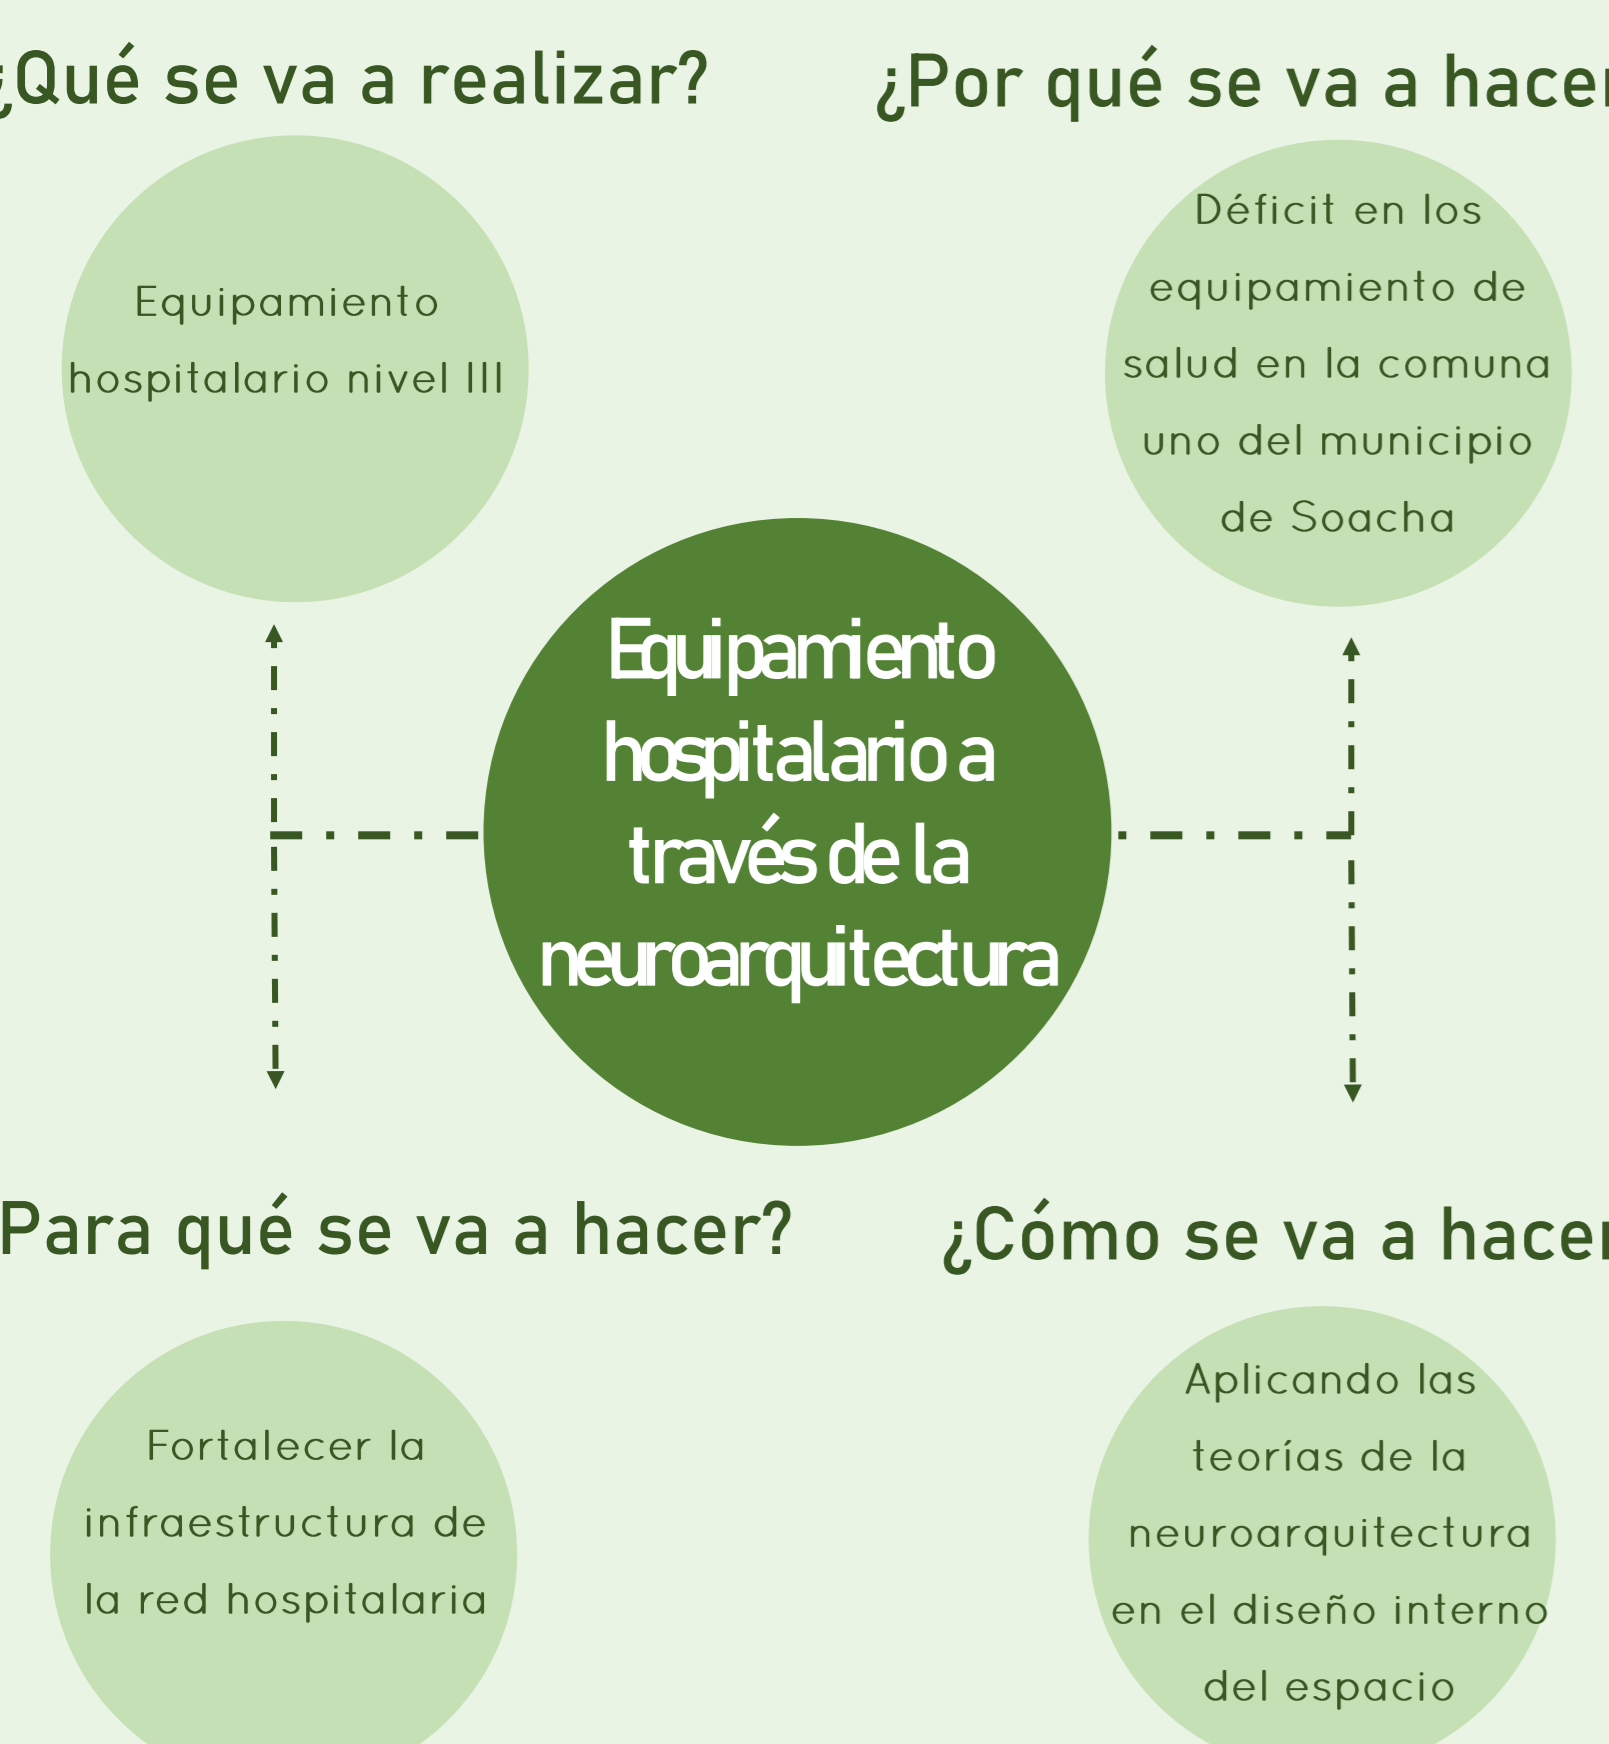 ¿Qué se va a realizar?
Equipamiento
hospitalario nivel III
¿Por qué se va a hacer
Déficit en los
equipamiento de
salud en la comuna
uno del municipio
de Soacha
Equipamiento
hospitalario a
través de la
neuroarquitectura
Para qué se va a hacer?
Fortalecer la
infraestructura de
la red hospitalaria
¿Cómo se va a hacer
Aplicando las
teorías de la
neuroarquitectura
en el diseño interno
del espacio